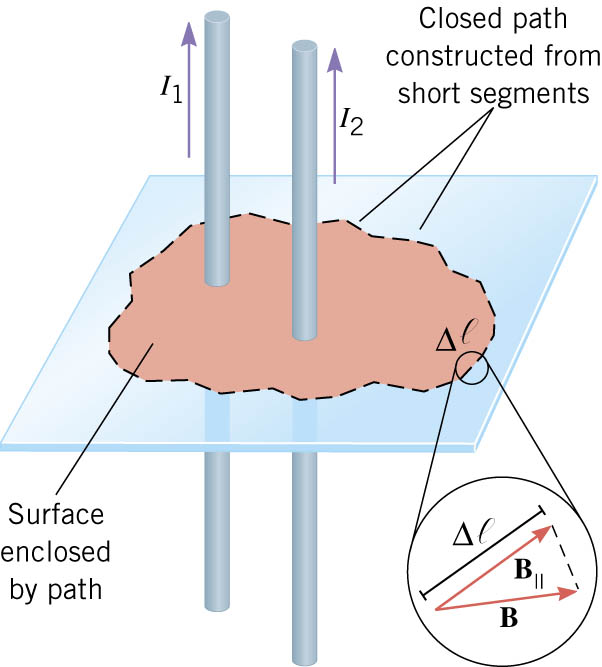 Closed path
constructed from
short segments
I1
I2
Δℓ
Surface
enclosed
by path
Δℓ
B||
B